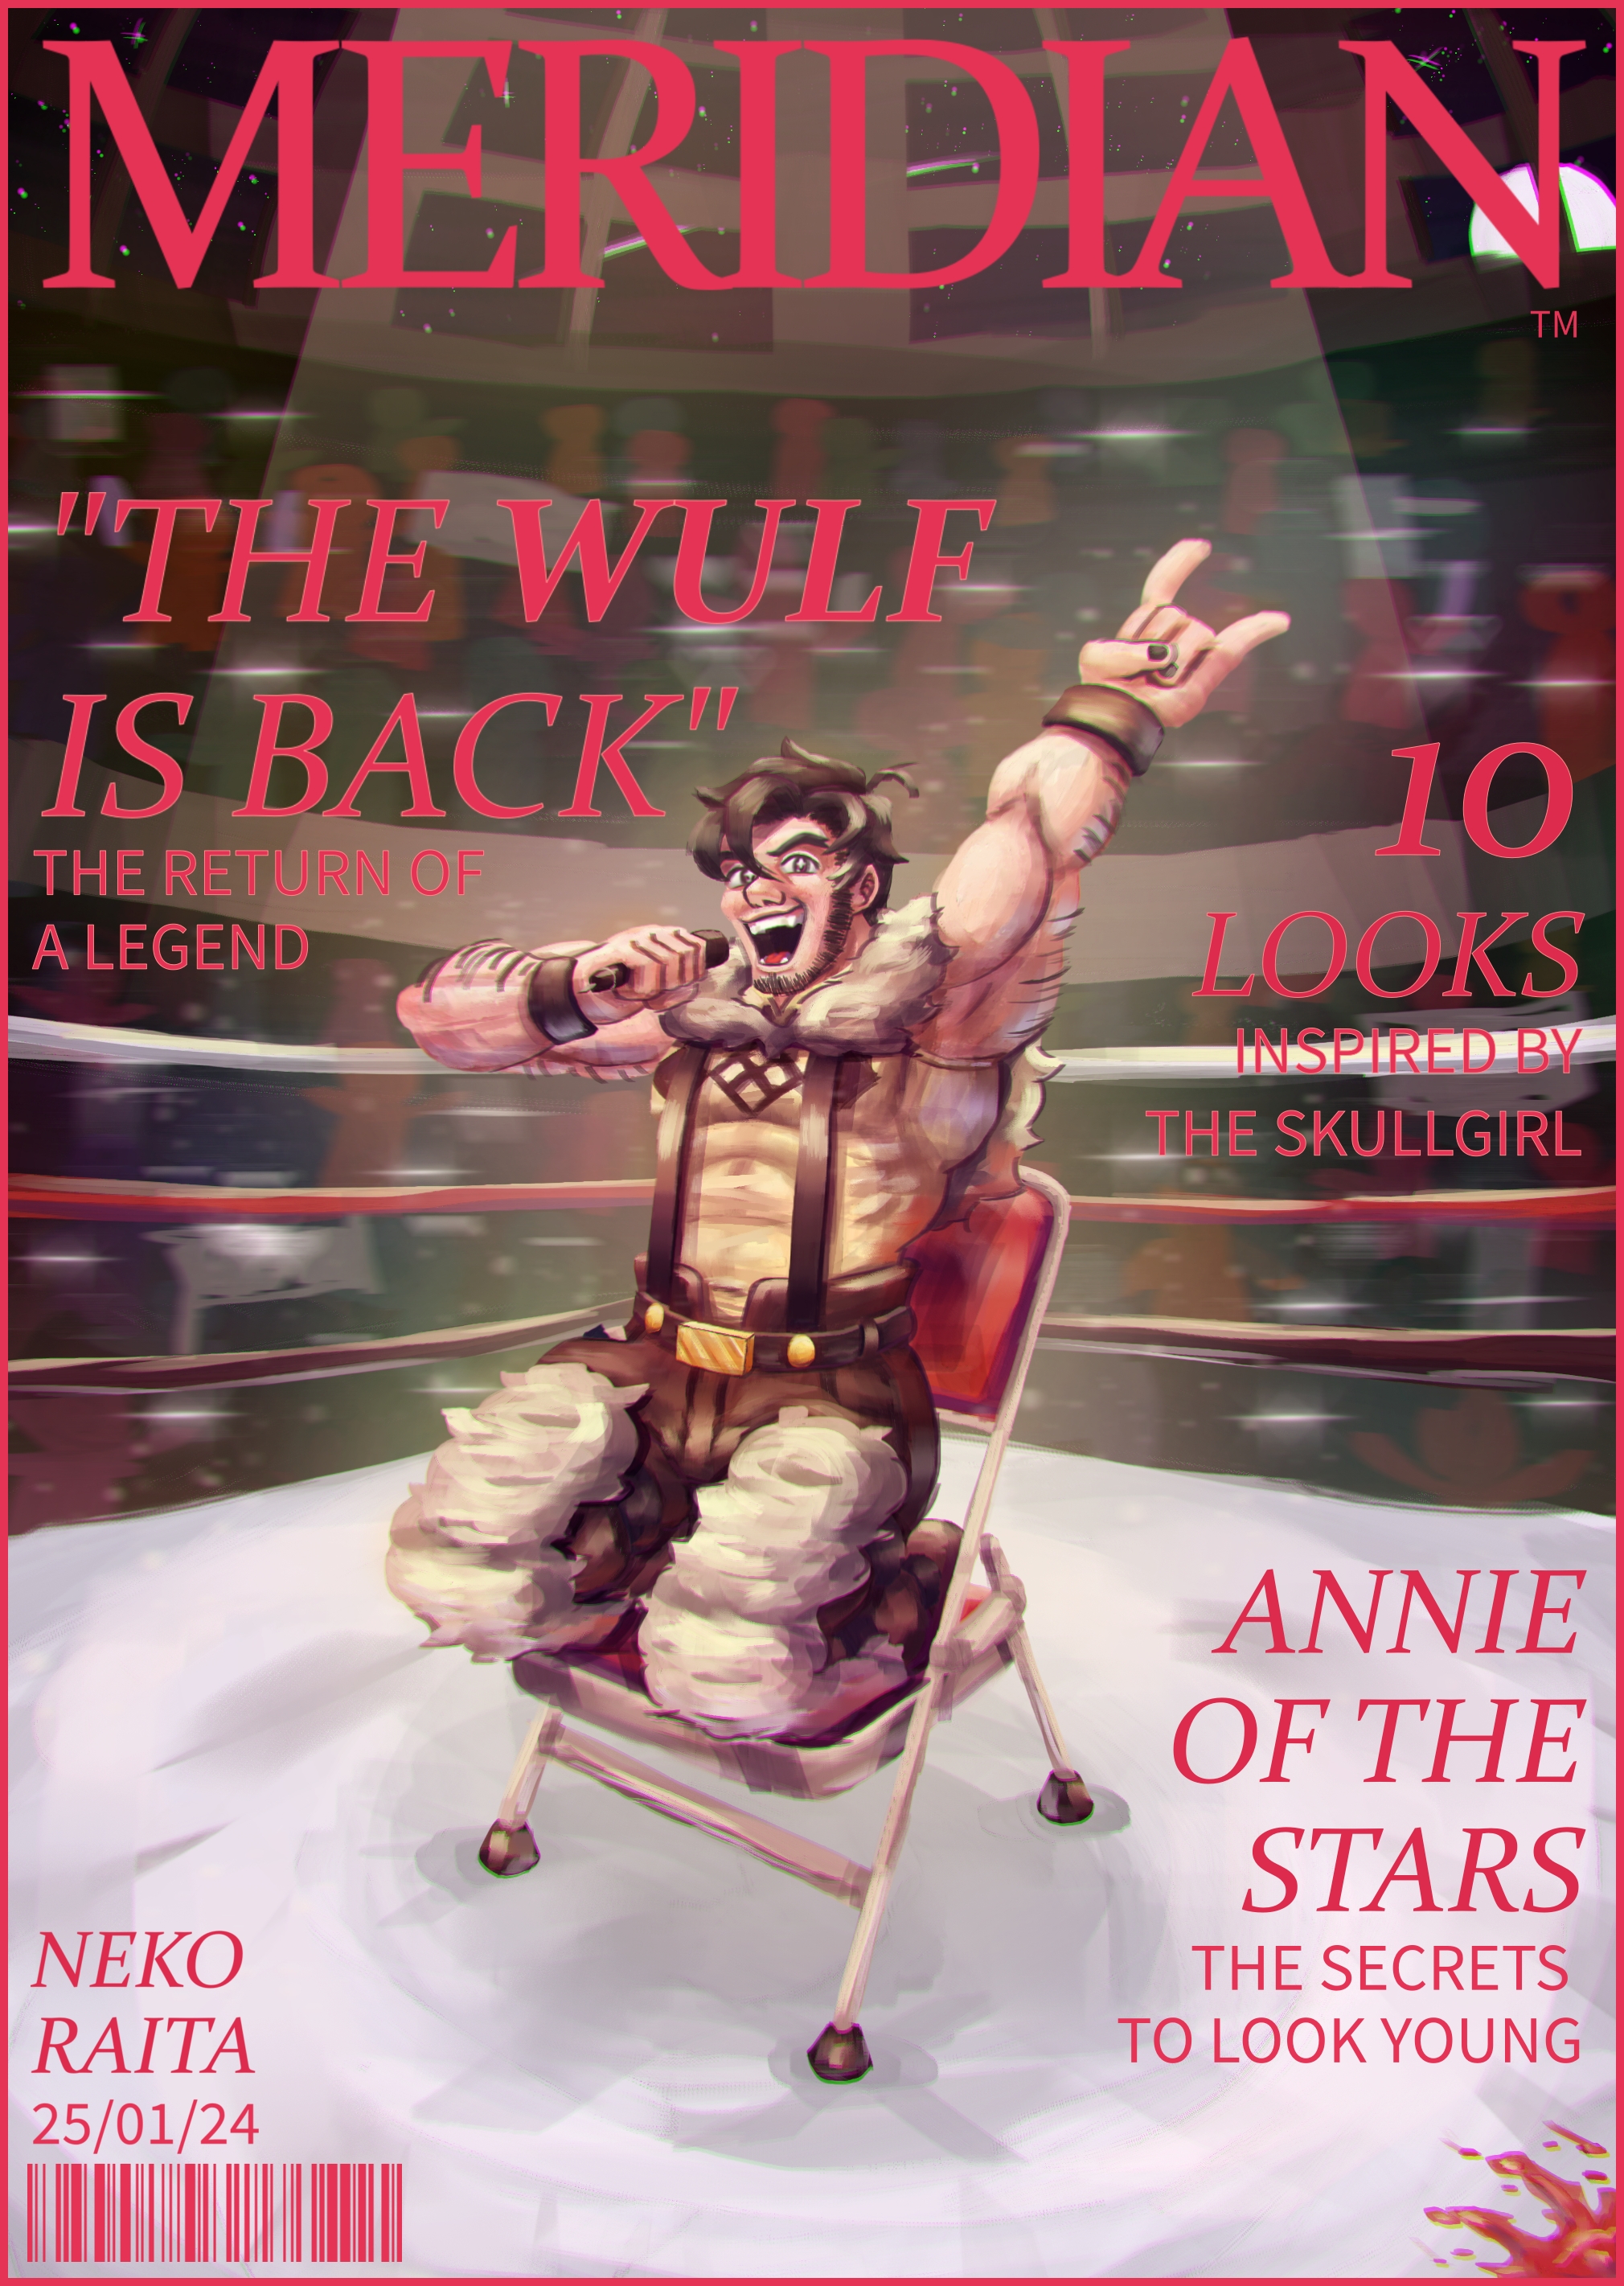 MERIDIAN
TM
"THE WULF
IS BACK"
THE RETURN OF
A LEGEND
10
LOOKS
INSPIRED BY
THE SKULLGIRL
ANNIE
OF THE
STARS
THE SECRETS
TO LOOK YOUNG
NEKO
RAITA
25/01/24